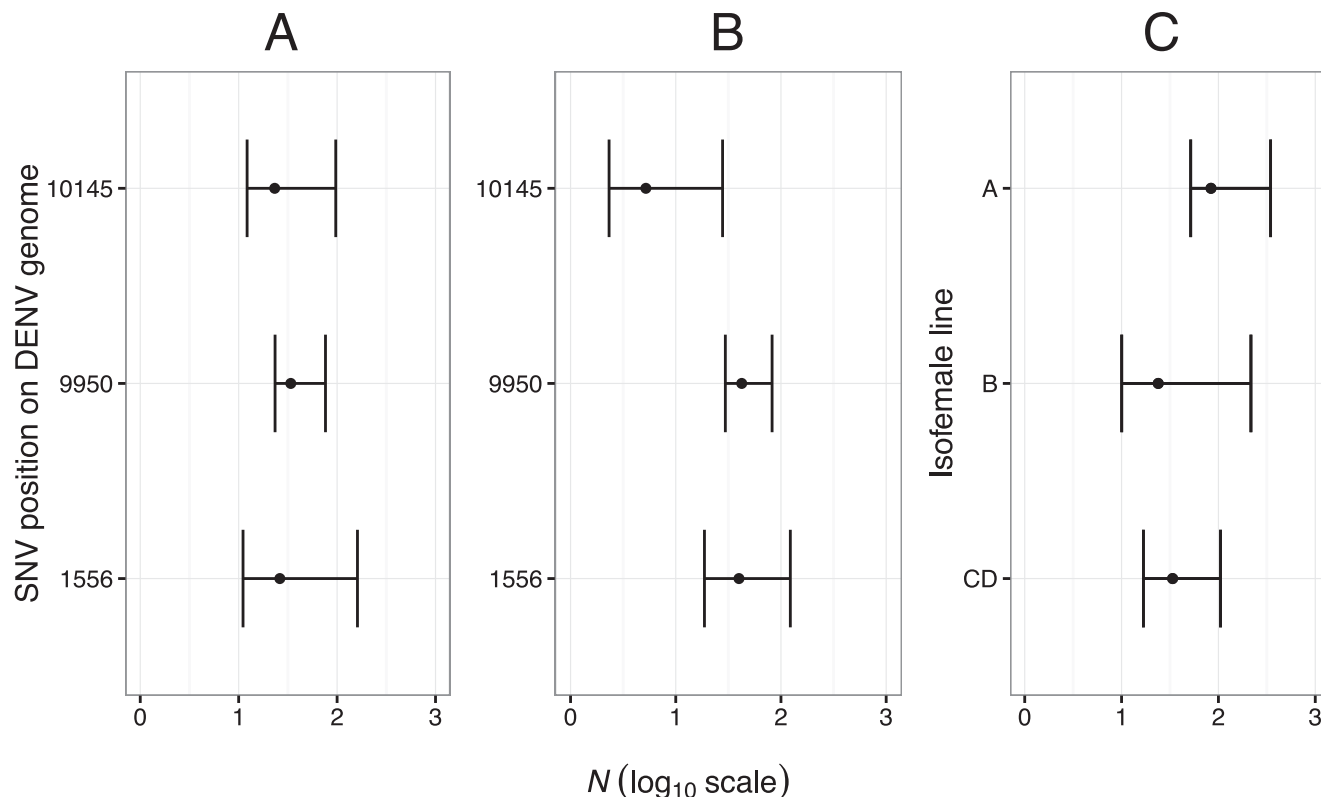 A
B
C
SNV position on DENV genome
10145
9950
1556
0 1 2 3
10145
9950
1556
0 1 2 3
Isofemale line
A
B
CD
0 1 2 3
N (log10 scale)